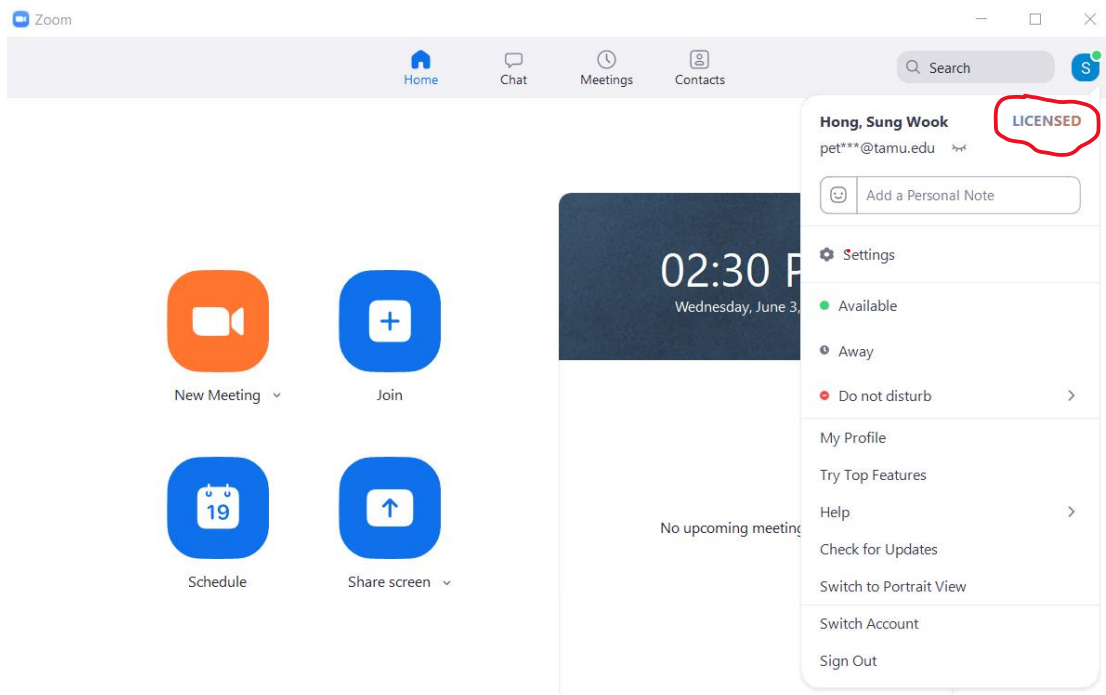 Zoom
Home
Chat
Meetings
Contacts
Search
S
Hong, Sung Wook
LICENSED
pet***@tamu.edu
Add a Personal Note
Settings
Available
Away
Do not disturb
My Profile
Try Top Features
Help
Check for Updates
Switch to Portrait View
Switch Account
Sign Out
02:30 P
Wednesday, June 3,
No upcoming meeting
New Meeting
Join
19
Schedule
Share screen